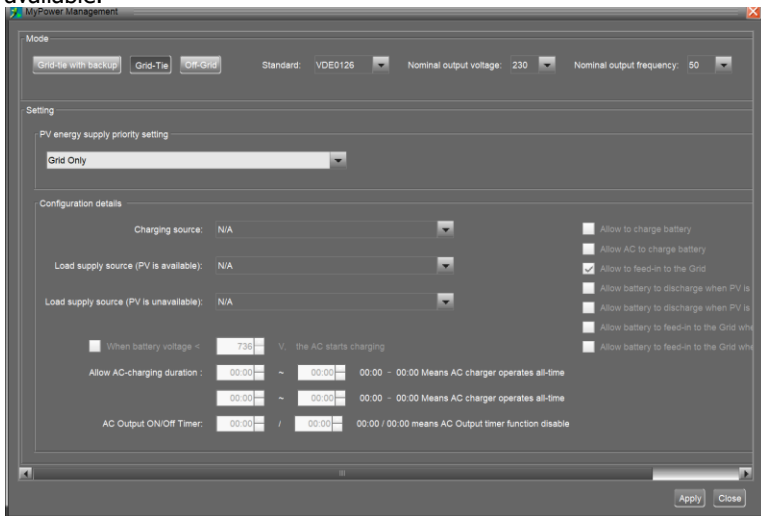 available.
MyPower Management
Mode
Grid-tie with backup Grid-Tie Off-Grid Standard: VDE0126 Nominal output voltage: 230 Nominal output frequency: 50
Setting
PV energy supply priority setting
Grid Only
Configuration details
Charging source: N/A
Allow to charge battery
Allow AC to charge battery
Load supply source (PV is available): N/A
Allow to feed-in to the Grid
Allow battery to discharge when PV is
Load supply source (PV is unavailable): N/A
Allow battery to discharge when PV is
Allow battery to feed-in to the Grid whe
When battery voltage < 736 V, the AC starts charging
Allow battery to feed-in to the Grid whe
Allow AC-charging duration : 00:00 ~ 00:00 00:00 - 00:00 Means AC charger operates all-time
00:00 ~ 00:00 00:00 - 00:00 Means AC charger operates all-time
AC Output ON/Off Timer: 00:00 / 00:00 00:00 / 00:00 means AC Output timer function disable
Apply Close